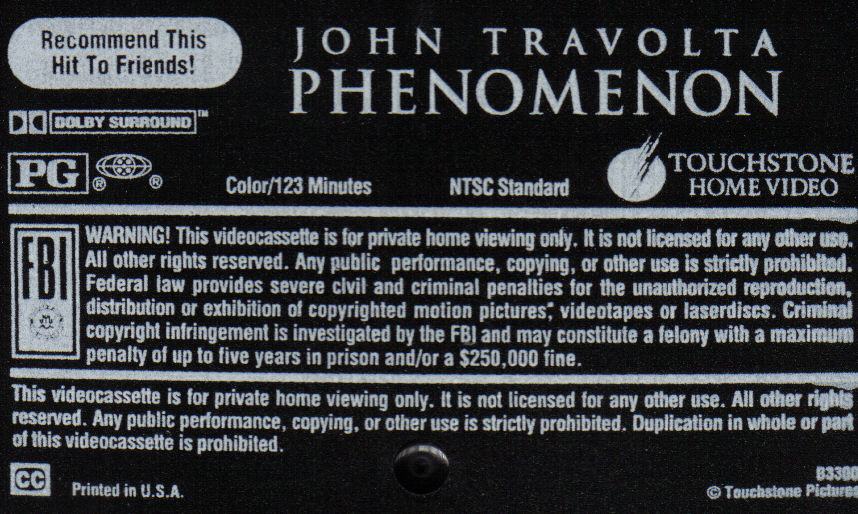 Recommend This
Hit To Friends!
JOHN TRAVOLTA
PHENOMENON
DOLBY SURROUND™
PG ® ®
Color/123 Minutes
NTSC Standard
TOUCHSTONE
HOME VIDEO
FBI
WARNING! This videocassette is for private home viewing only. It is not licensed for any other use.
All other rights reserved. Any public performance, copying, or other use is strictly prohibited.
Federal law provides severe civil and criminal penalties for the unauthorized reproduction,
distribution or exhibition of copyrighted motion pictures, videotapes or laserdiscs. Criminal
copyright infringement is investigated by the FBI and may constitute a felony with a maximum
penalty of up to five years in prison and/or a $250,000 fine.
This videocassette is for private home viewing only. It is not licensed for any other use. All other rights
reserved. Any public performance, copying, or other use is strictly prohibited. Duplication in whole or part
of this videocassette is prohibited.
CC
Printed in U.S.A.
© Touchstone Pictures